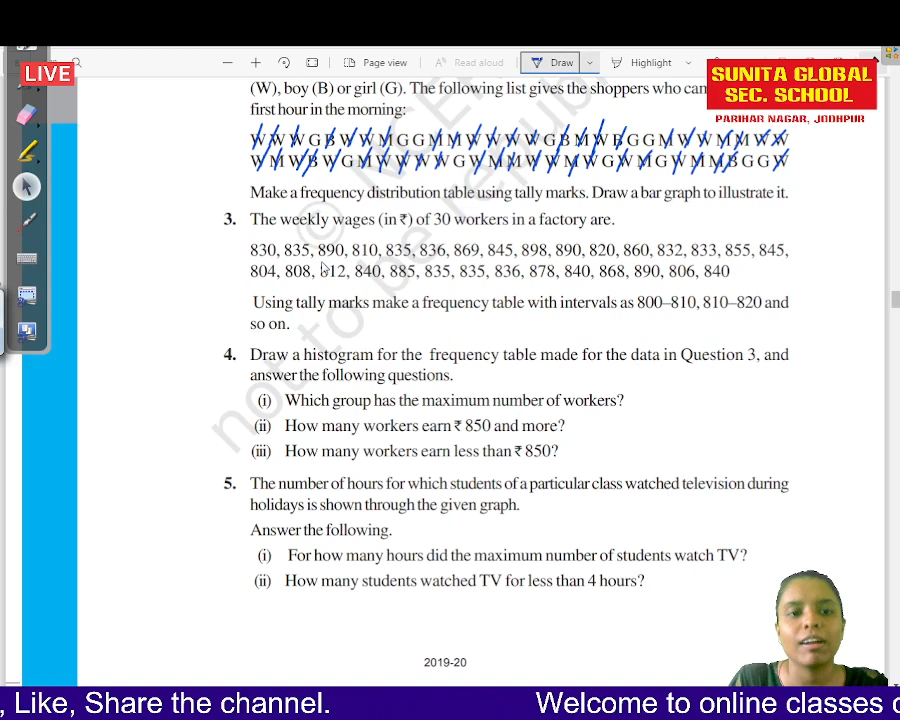 LIVE
Page view
Read aloud
Draw
Highlight
SUNITA GLOBAL
SEC. SCHOOL
PARIHAR NAGAR, JODHPUR
(W), boy (B) or girl (G). The following list gives the shoppers who
first hour in the morning:
W W W G B W W M G G M M W W W W G B M W B G G M W W M M W W
W M W B W G M W W W W G W M M W W M W G W M G W M M B G G W
Make a frequency distribution table using tally marks. Draw a bar graph to illustrate it.
3. The weekly wages (in ₹) of 30 workers in a factory are.
830, 835, 890, 810, 835, 836, 869, 845, 898, 890, 820, 860, 832, 833, 855, 845,
804, 808, 812, 840, 885, 835, 835, 836, 878, 840, 868, 890, 806, 840
Using tally marks make a frequency table with intervals as 800–810, 810–820 and
so on.
4. Draw a histogram for the frequency table made for the data in Question 3, and
answer the following questions.
(i) Which group has the maximum number of workers?
(ii) How many workers earn ₹ 850 and more?
(iii) How many workers earn less than ₹ 850?
5. The number of hours for which students of a particular class watched television during
holidays is shown through the given graph.
Answer the following.
(i) For how many hours did the maximum number of students watch TV?
(ii) How many students watched TV for less than 4 hours?
not to be republ
© NCE
2019-20
, Like, Share the channel. Welcome to online classes